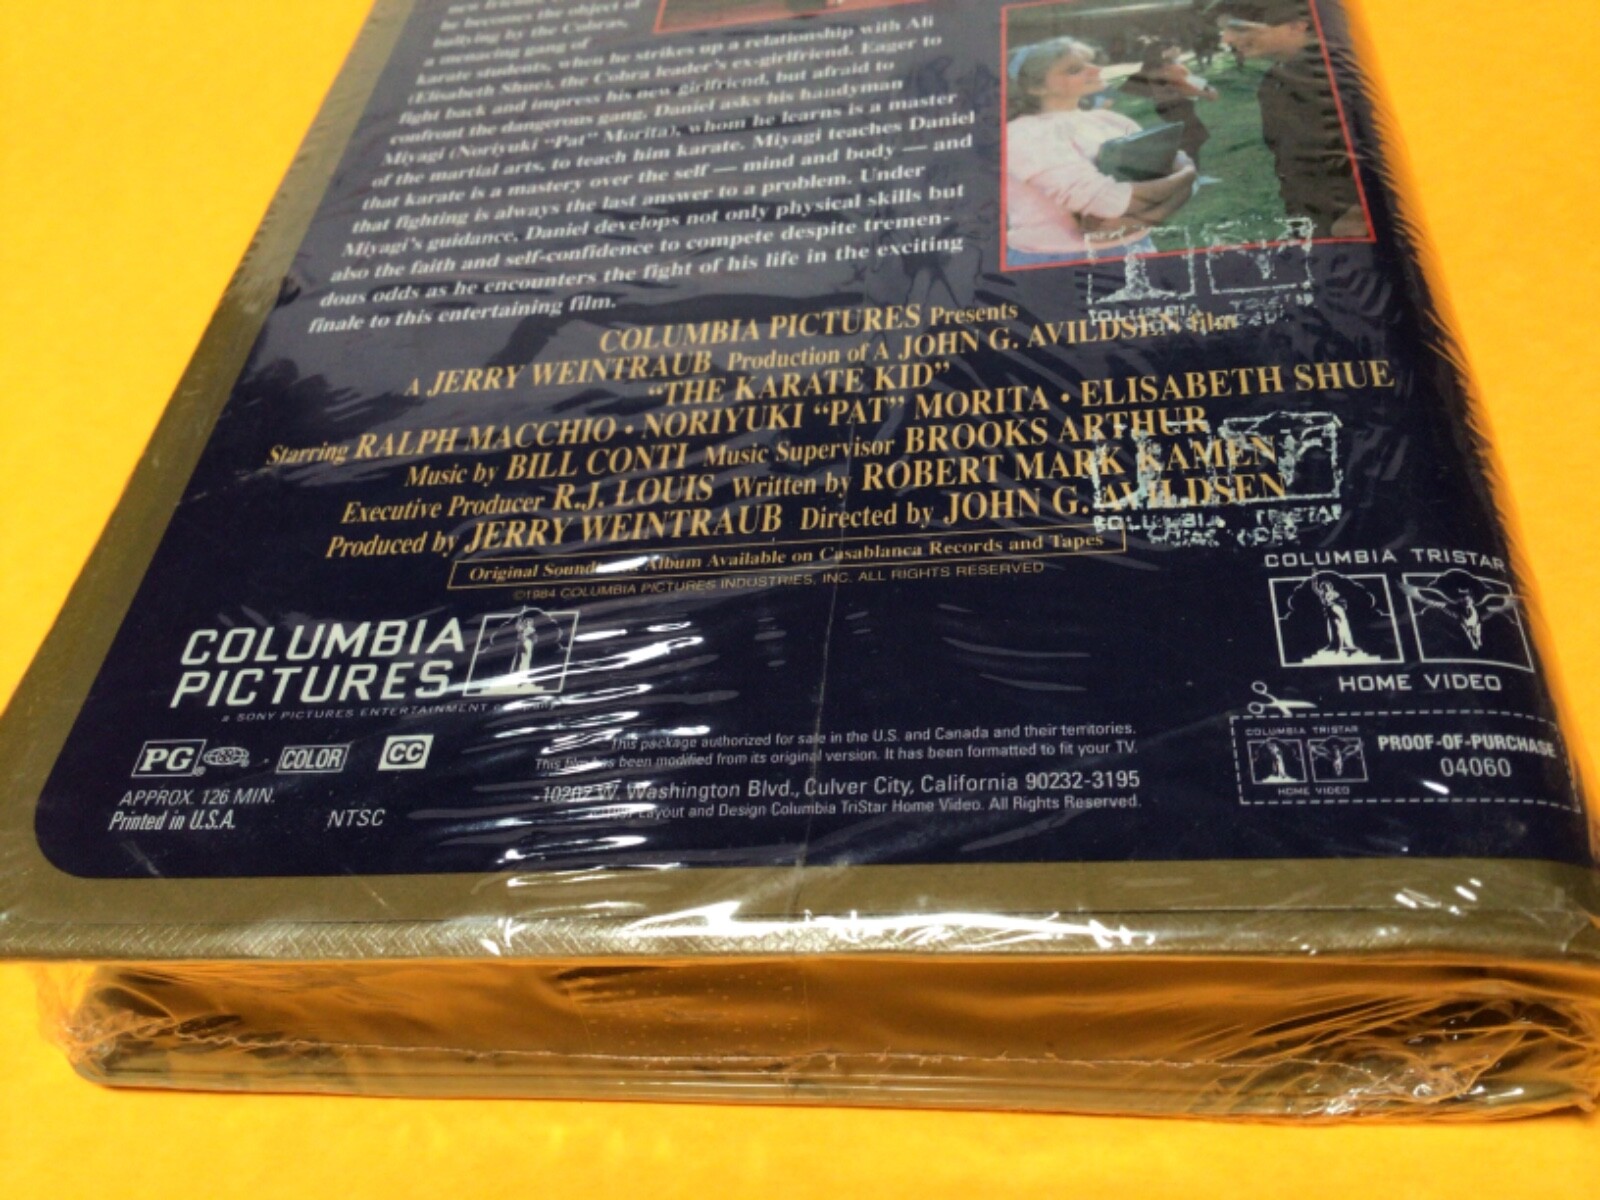 he becomes the object of
bullying by the Cobras,
a menacing gang of
karate students, when he strikes up a relationship with Ali
(Elisabeth Shue), the Cobra leader's ex-girlfriend. Eager to
fight back and impress his new girlfriend, but afraid to
confront the dangerous gang, Daniel asks his handyman
Miyagi (Noriyuki "Pat" Morita), whom he learns is a master
of the martial arts, to teach him karate. Miyagi teaches Daniel
that karate is a mastery over the self — mind and body — and
that fighting is always the last answer to a problem. Under
Miyagi's guidance, Daniel develops not only physical skills but
also the faith and self-confidence to compete despite tremen-
dous odds as he encounters the fight of his life in the exciting
finale to this entertaining film.
COLUMBIA PICTURES Presents
A JERRY WEINTRAUB Production of A JOHN G. AVILDSEN film
"THE KARATE KID"
Starring RALPH MACCHIO • NORIYUKI "PAT" MORITA • ELISABETH SHUE
Music by BILL CONTI Music Supervisor BROOKS ARTHUR
Executive Producer R.J. LOUIS Written by ROBERT MARK KAMEN
Produced by JERRY WEINTRAUB Directed by JOHN G. AVILDSEN
Original Soundtrack Album Available on Casablanca Records and Tapes
©1984 COLUMBIA PICTURES INDUSTRIES, INC. ALL RIGHTS RESERVED
COLUMBIA TRISTAR
HOME VIDEO
COLUMBIA
PICTURES
a SONY PICTURES ENTERTAINMENT company
PG COLOR CC
APPROX. 126 MIN.
Printed in U.S.A. NTSC
This package authorized for sale in the U.S. and Canada and their territories.
This film has been modified from its original version. It has been formatted to fit your TV.
10202 W. Washington Blvd., Culver City, California 90232-3195
Layout and Design Columbia TriStar Home Video. All Rights Reserved.
COLUMBIA TRISTAR
HOME VIDEO
PROOF-OF-PURCHASE
04060